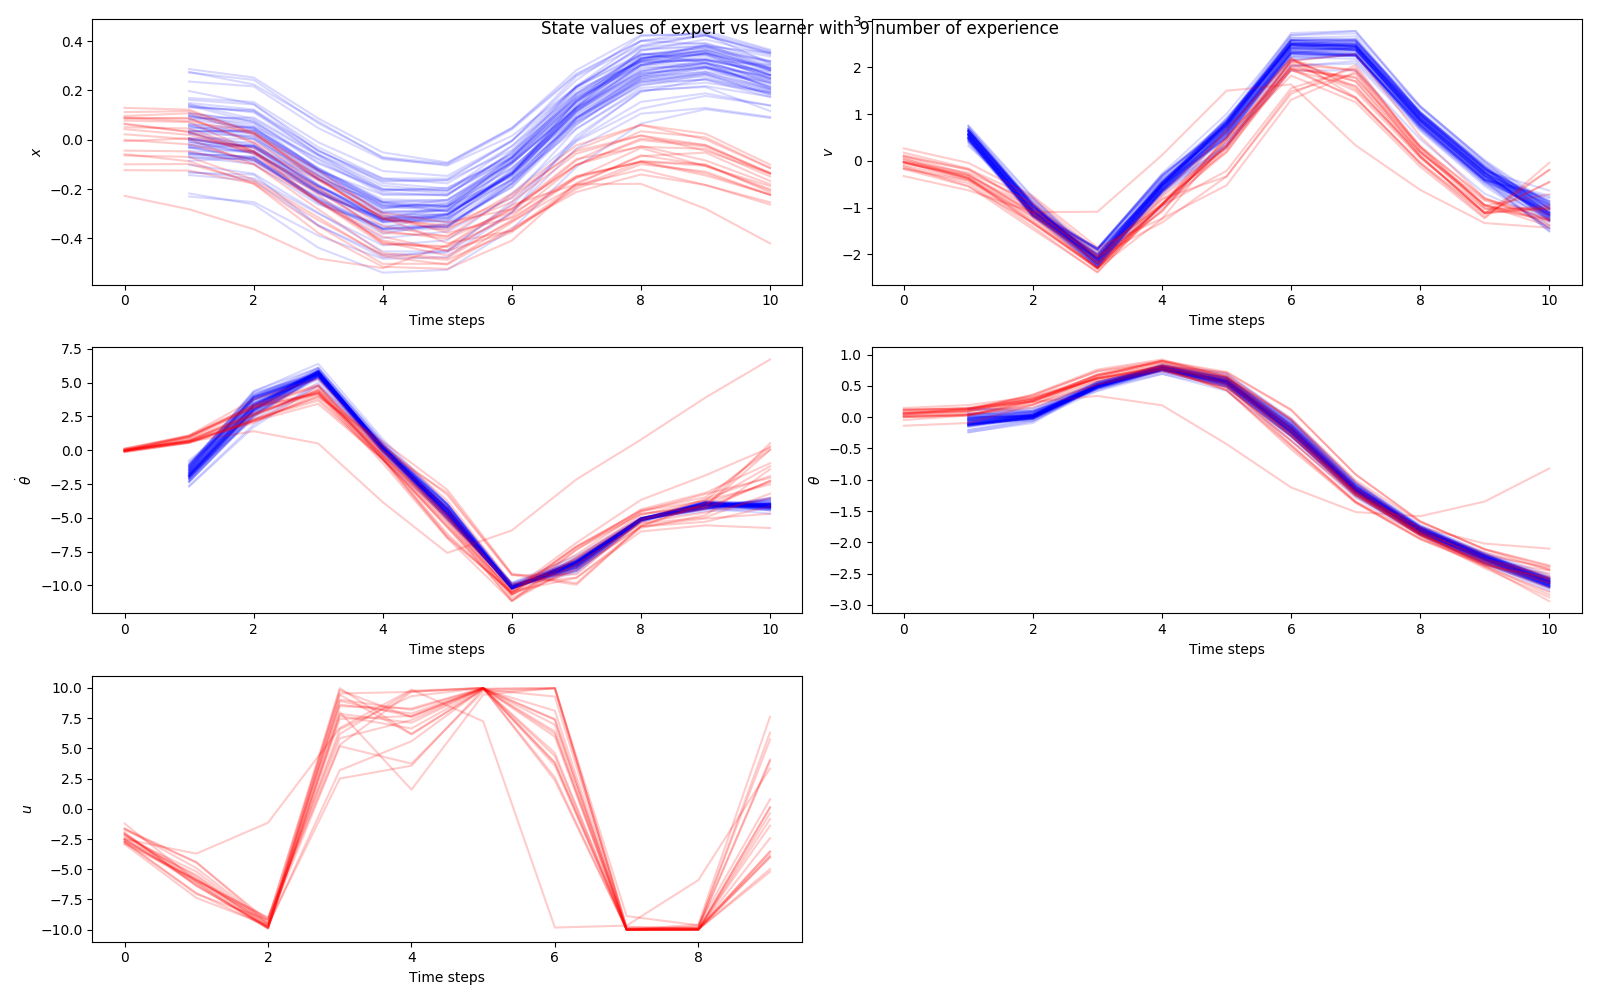 State values of expert vs learner with 9 number of experience
0.4
0.2
0.0
−0.2
−0.4
x
0 2 4 6 8 10
Time steps
3
2
1
0
−1
−2
v
0 2 4 6 8 10
Time steps
7.5
5.0
2.5
0.0
−2.5
−5.0
−7.5
−10.0
θ̇
0 2 4 6 8 10
Time steps
1.0
0.5
0.0
−0.5
−1.0
−1.5
−2.0
−2.5
−3.0
θ
0 2 4 6 8 10
Time steps
10.0
7.5
5.0
2.5
0.0
−2.5
−5.0
−7.5
−10.0
u
0 2 4 6 8
Time steps